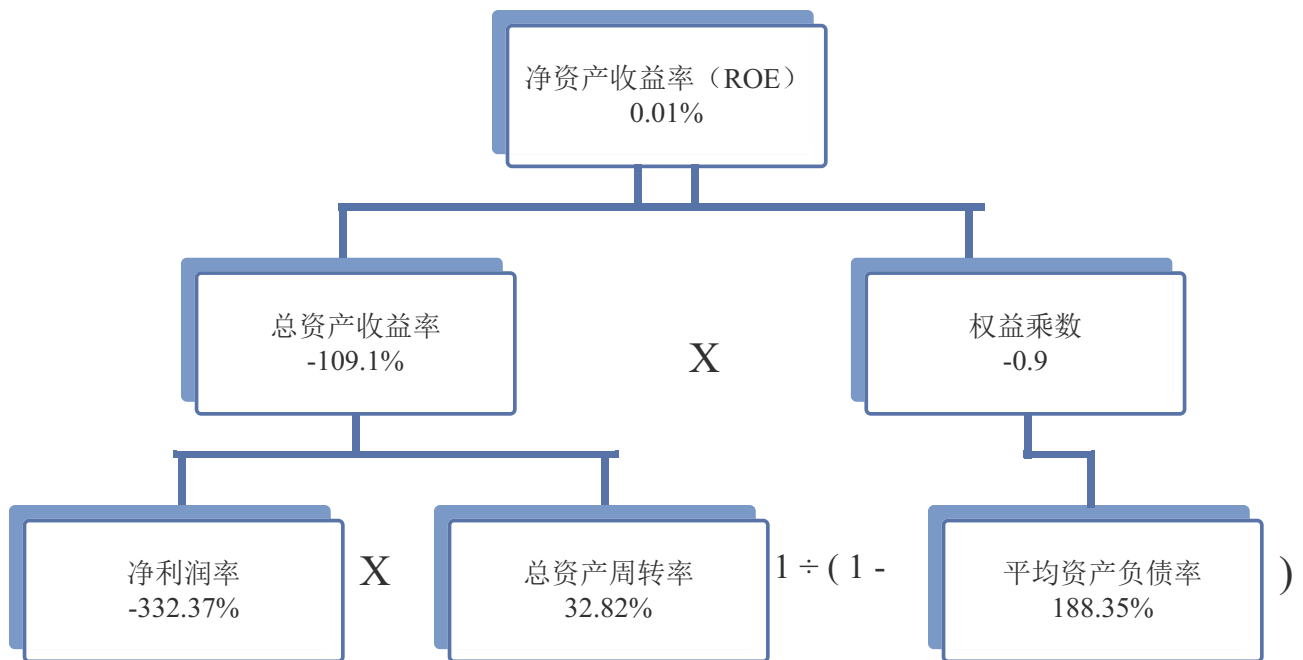 净资产收益率（ROE）
0.01%
总资产收益率
-109.1%
X
权益乘数
-0.9
净利润率
-332.37%
X
总资产周转率
32.82%
1 ÷ ( 1 -
平均资产负债率
188.35%
)